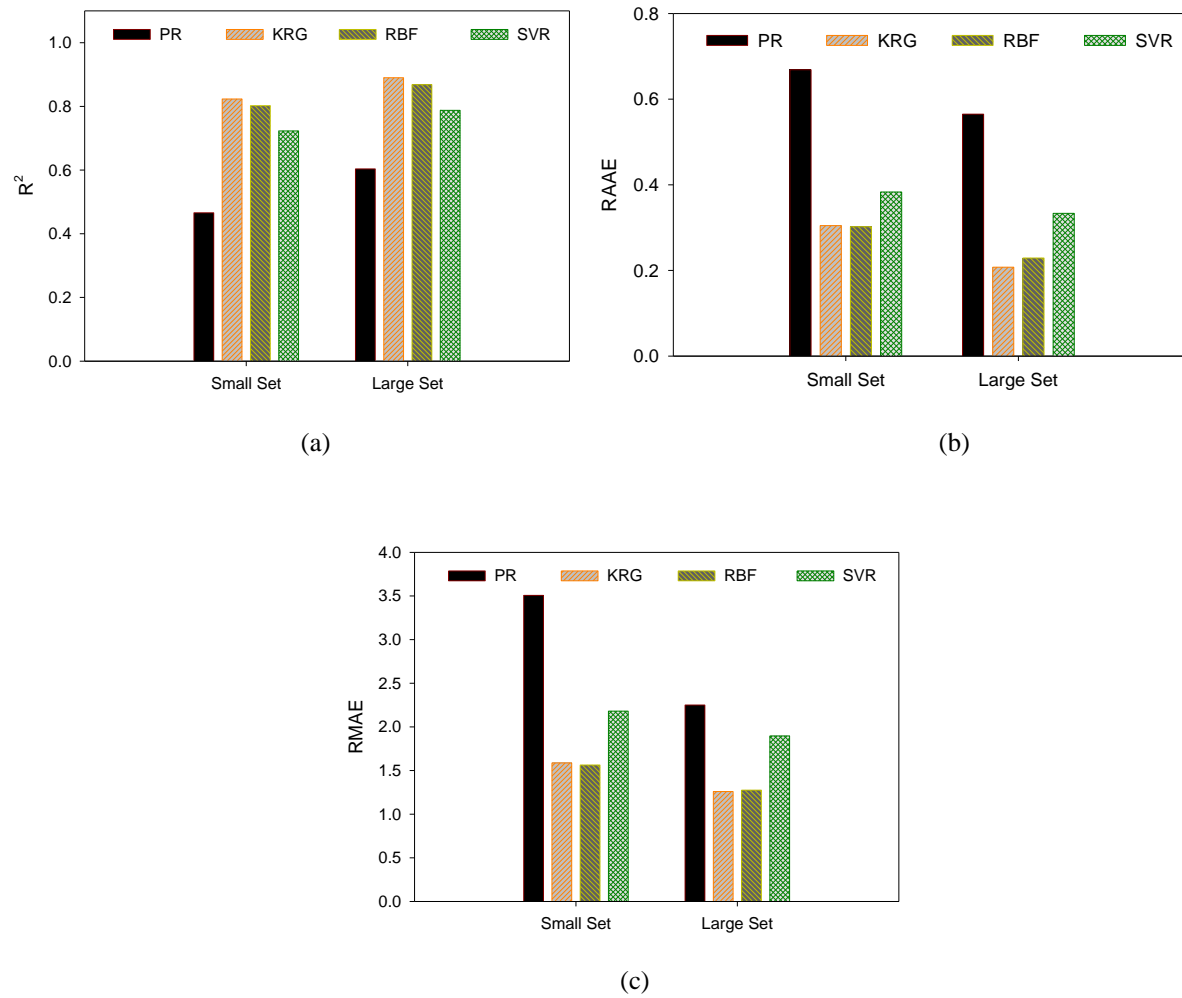 PR KRG RBF SVR
1.0
0.8
0.6
0.4
0.2
0.0
R²
Small Set Large Set
(a)
PR KRG RBF SVR
0.8
0.6
0.4
0.2
0.0
RAAE
Small Set Large Set
(b)
PR KRG RBF SVR
4.0
3.5
3.0
2.5
2.0
1.5
1.0
0.5
0.0
RMAE
Small Set Large Set
(c)